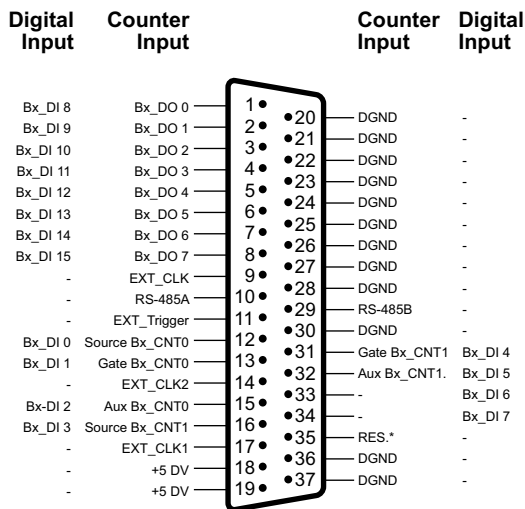 Digital Input Counter Input Counter Input Digital Input
Bx_DI 8 Bx_DO 0 1
20 DGND -
Bx_DI 9 Bx_DO 1 2
21 DGND -
Bx_DI 10 Bx_DO 2 3
22 DGND -
Bx_DI 11 Bx_DO 3 4
23 DGND -
Bx_DI 12 Bx_DO 4 5
24 DGND -
Bx_DI 13 Bx_DO 5 6
25 DGND -
Bx_DI 14 Bx_DO 6 7
26 DGND -
Bx_DI 15 Bx_DO 7 8
27 DGND -
- EXT_CLK 9
28 DGND -
- RS-485A 10
29 RS-485B -
- EXT_Trigger 11
30 DGND -
Bx_DI 0 Source Bx_CNT0 12
31 Gate Bx_CNT1 Bx_DI 4
Bx_DI 1 Gate Bx_CNT0 13
32 Aux Bx_CNT1. Bx_DI 5
- EXT_CLK2 14
33 - Bx_DI 6
Bx-DI 2 Aux Bx_CNT0 15
34 - Bx_DI 7
Bx_DI 3 Source Bx_CNT1 16
35 RES.* -
- EXT_CLK1 17
36 DGND -
- +5 DV 18
37 DGND -
- +5 DV 19